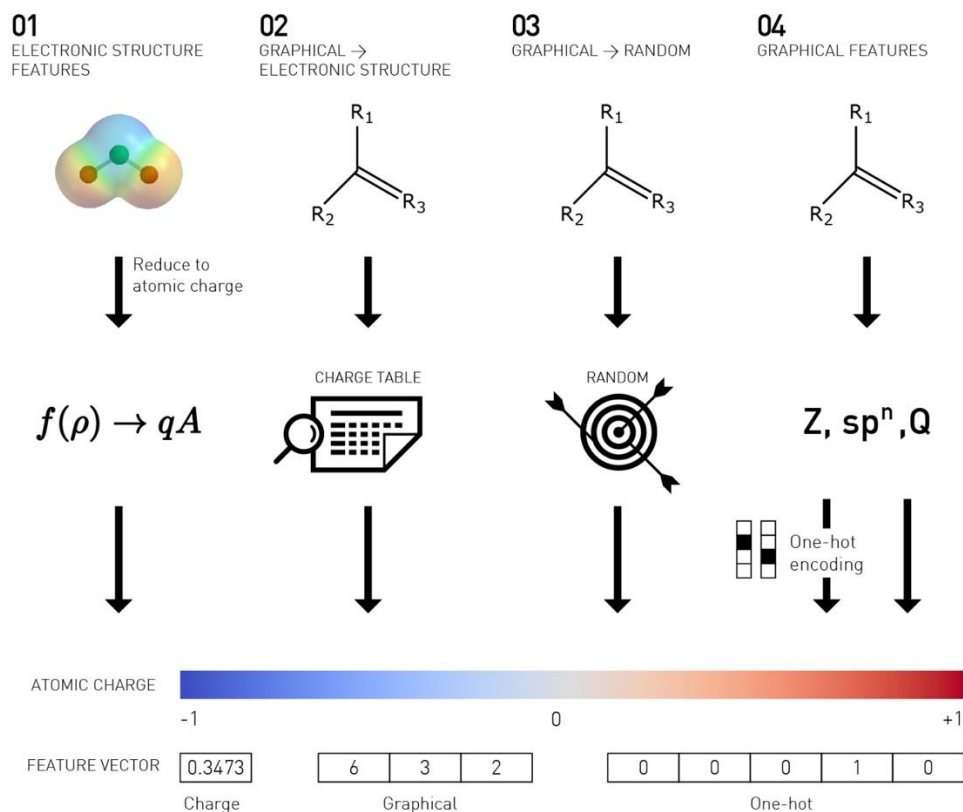 01
ELECTRONIC STRUCTURE
FEATURES
02
GRAPHICAL →
ELECTRONIC STRUCTURE
03
GRAPHICAL → RANDOM
04
GRAPHICAL FEATURES
R₁
R₂
R₃
R₁
R₂
R₃
R₁
R₂
R₃
Reduce to
atomic charge
f(ρ) → qA
CHARGE TABLE
RANDOM
Z, spⁿ ,Q
One-hot
encoding
ATOMIC CHARGE
-1 0 +1
FEATURE VECTOR 0.3473 6 3 2 0 0 0 1 0
Charge Graphical One-hot